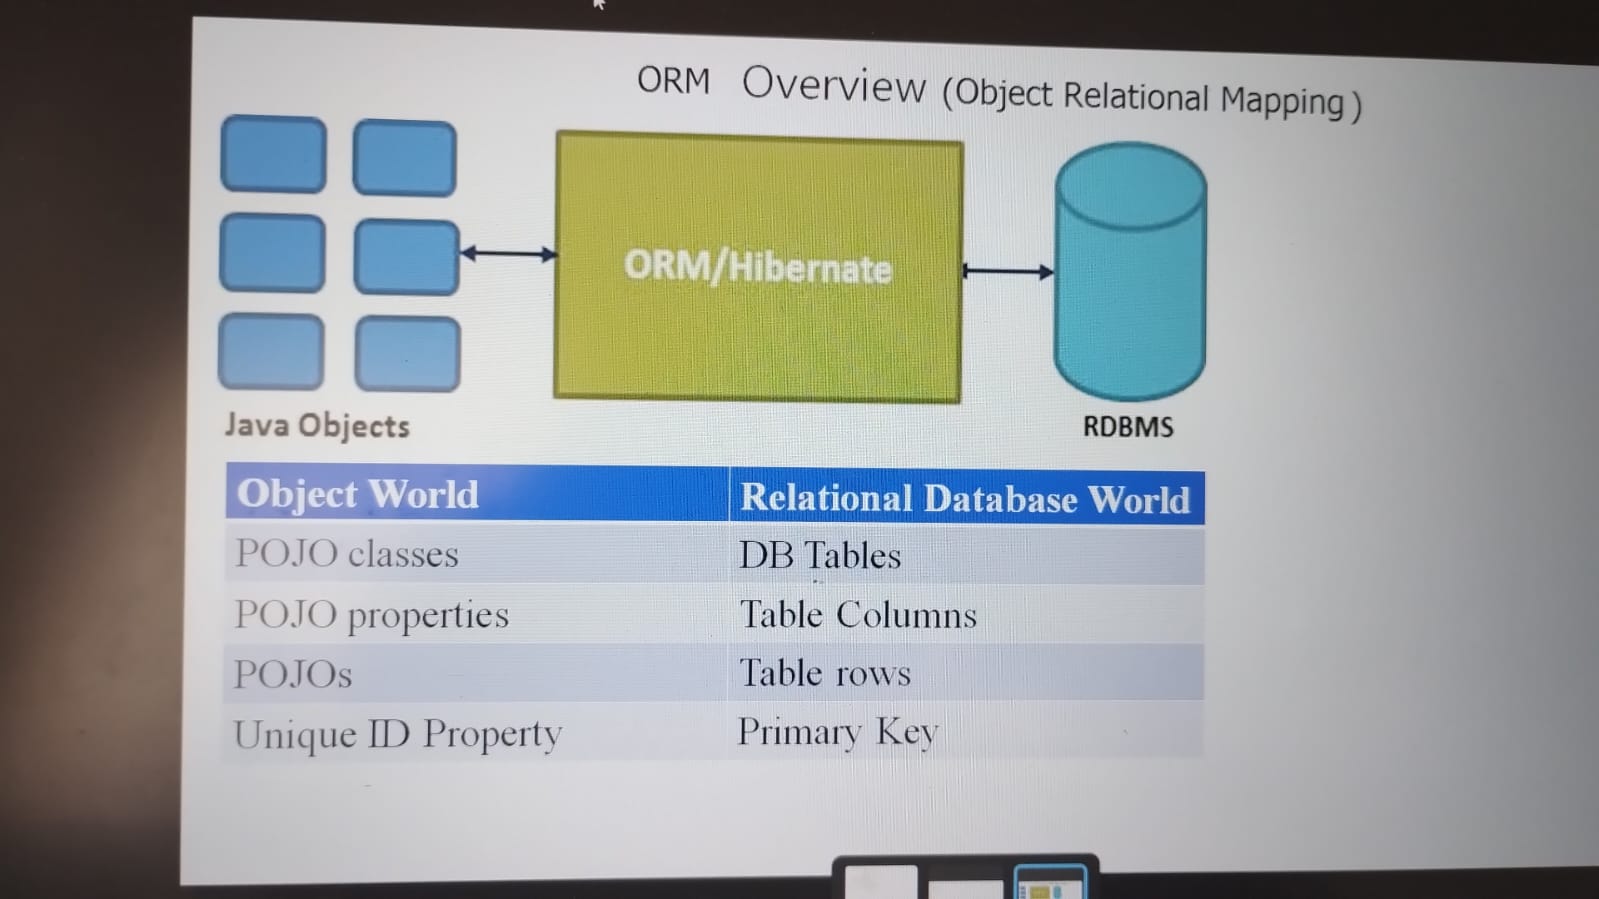 ORM Overview (Object Relational Mapping )
ORM/Hibernate
Java Objects
RDBMS
Object World Relational Database World
POJO classes DB Tables
POJO properties Table Columns
POJOs Table rows
Unique ID Property Primary Key